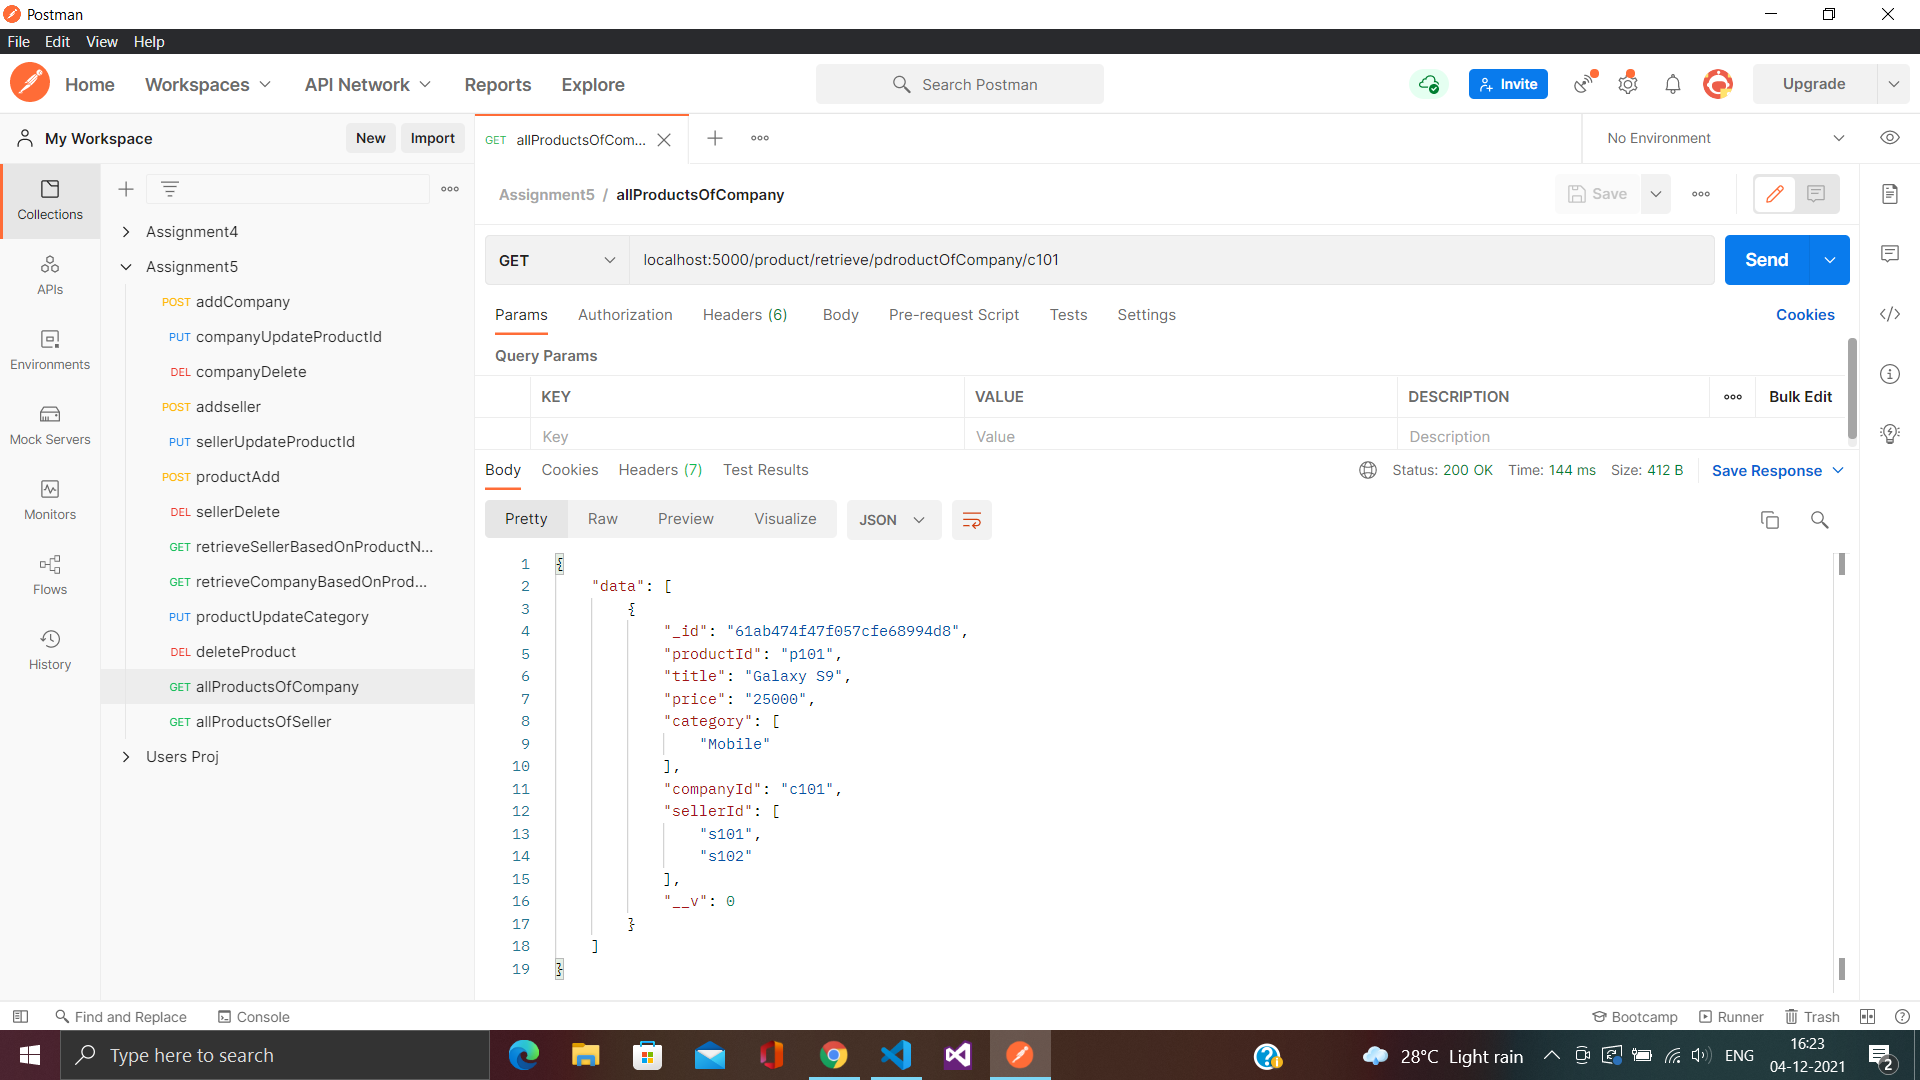 Postman
File Edit View Help
Home Workspaces API Network Reports Explore Search Postman Invite Upgrade
My Workspace New Import GET allProductsOfCom... No Environment
Collections
APIs
Environments
Mock Servers
Monitors
Flows
History
Assignment4
Assignment5
POST addCompany
PUT companyUpdateProductId
DEL companyDelete
POST addseller
PUT sellerUpdateProductId
POST productAdd
DEL sellerDelete
GET retrieveSellerBasedOnProductN...
GET retrieveCompanyBasedOnProd...
PUT productUpdateCategory
DEL deleteProduct
GET allProductsOfCompany
GET allProductsOfSeller
Users Proj
Assignment5 / allProductsOfCompany Save
GET localhost:5000/product/retrieve/pdroductOfCompany/c101 Send
Params Authorization Headers (6) Body Pre-request Script Tests Settings Cookies
Query Params
KEY VALUE DESCRIPTION Bulk Edit
Key Value Description
Body Cookies Headers (7) Test Results Status: 200 OK Time: 144 ms Size: 412 B Save Response
Pretty Raw Preview Visualize JSON
1 {
2 "data": [
3 {
4 "_id": "61ab474f47f057cfe68994d8",
5 "productId": "p101",
6 "title": "Galaxy S9",
7 "price": "25000",
8 "category": [
9 "Mobile"
10 ],
11 "companyId": "c101",
12 "sellerId": [
13 "s101",
14 "s102"
15 ],
16 "__v": 0
17 }
18 ]
19 }
Find and Replace Console Bootcamp Runner Trash
Type here to search 28°C Light rain ENG 16:23
04-12-2021 2